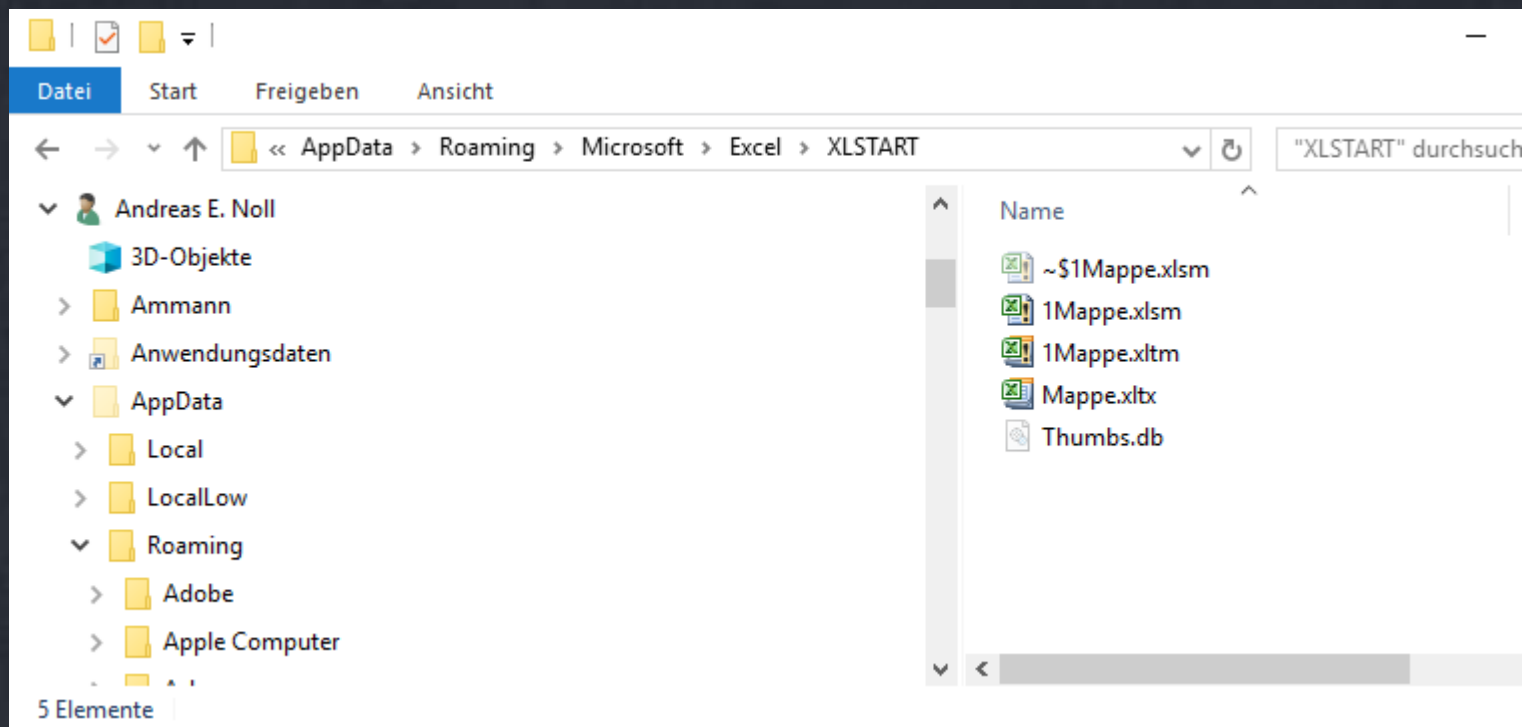 Datei Start Freigeben Ansicht
« AppData › Roaming › Microsoft › Excel › XLSTART
"XLSTART" durchsuch
Andreas E. Noll
3D-Objekte
Ammann
Anwendungsdaten
AppData
Local
LocalLow
Roaming
Adobe
Apple Computer
Name
~$1Mappe.xlsm
1Mappe.xlsm
1Mappe.xltm
Mappe.xltx
Thumbs.db
5 Elemente